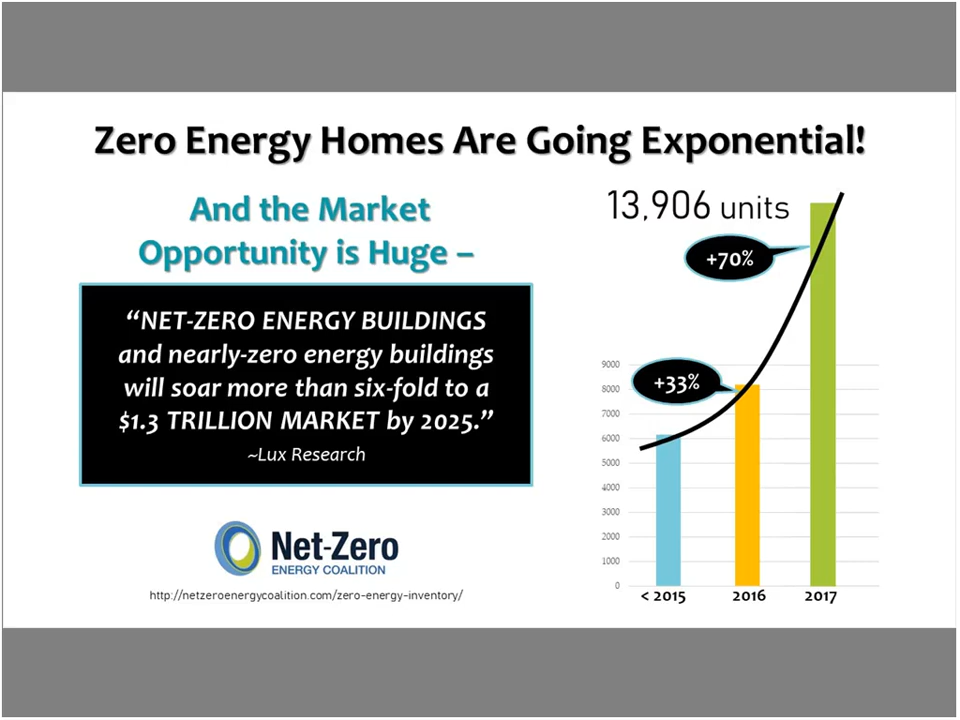 Zero Energy Homes Are Going Exponential!
And the Market
Opportunity is Huge –
“NET-ZERO ENERGY BUILDINGS
and nearly-zero energy buildings
will soar more than six-fold to a
$1.3 TRILLION MARKET by 2025.”
~Lux Research
Net-Zero
ENERGY COALITION
http://netzeroenergycoalition.com/zero-energy-inventory/
13,906 units
+70%
+33%
9000
8000
7000
6000
5000
4000
3000
2000
1000
0
< 2015 2016 2017